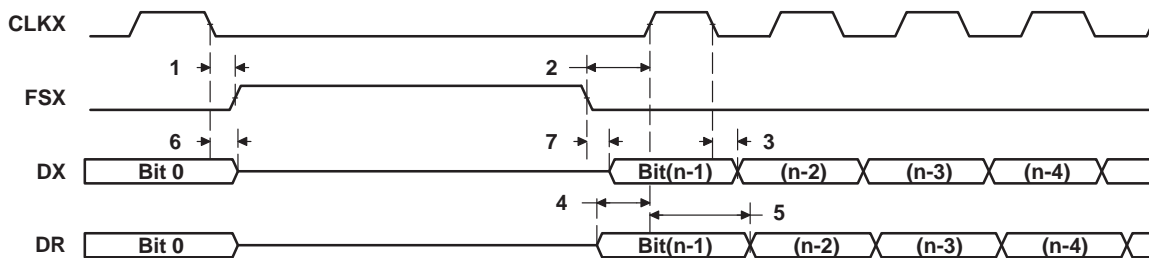 CLKX
1 2
FSX
6 7 3
DX Bit 0 Bit(n-1) (n-2) (n-3) (n-4)
4 5
DR Bit 0 Bit(n-1) (n-2) (n-3) (n-4)